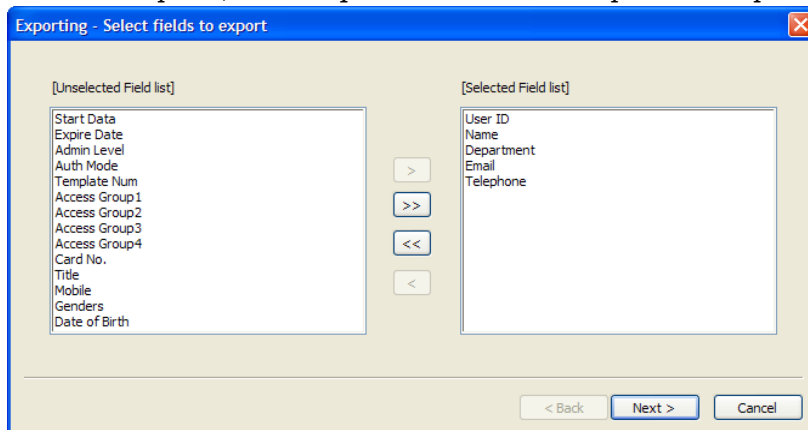 Exporting - Select fields to export
[Unselected Field list]
[Selected Field list]
Start Data
Expire Date
Admin Level
Auth Mode
Template Num
Access Group1
Access Group2
Access Group3
Access Group4
Card No.
Title
Mobile
Genders
Date of Birth
>
>>
<<
<
User ID
Name
Department
Email
Telephone
< Back
Next >
Cancel